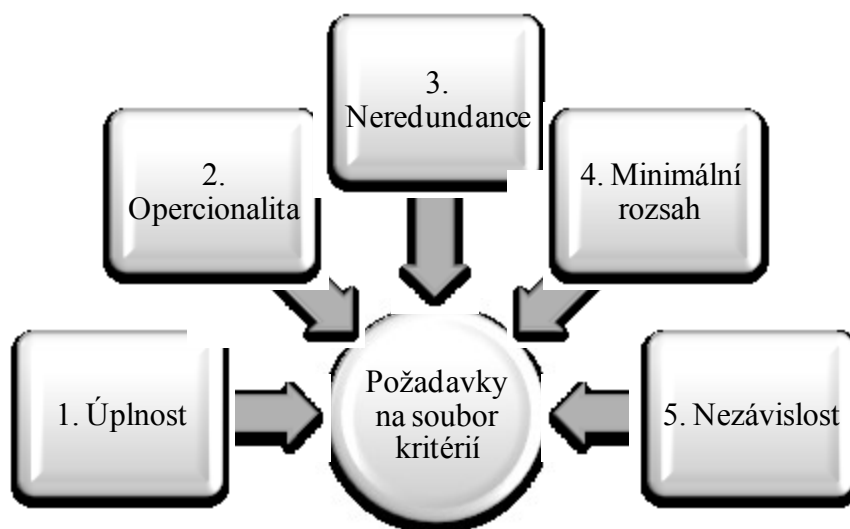 1. Úplnost
2.
Opercionalita
3.
Neredundance
4. Minimální
rozsah
5. Nezávislost
Požadavky
na soubor
kritérií